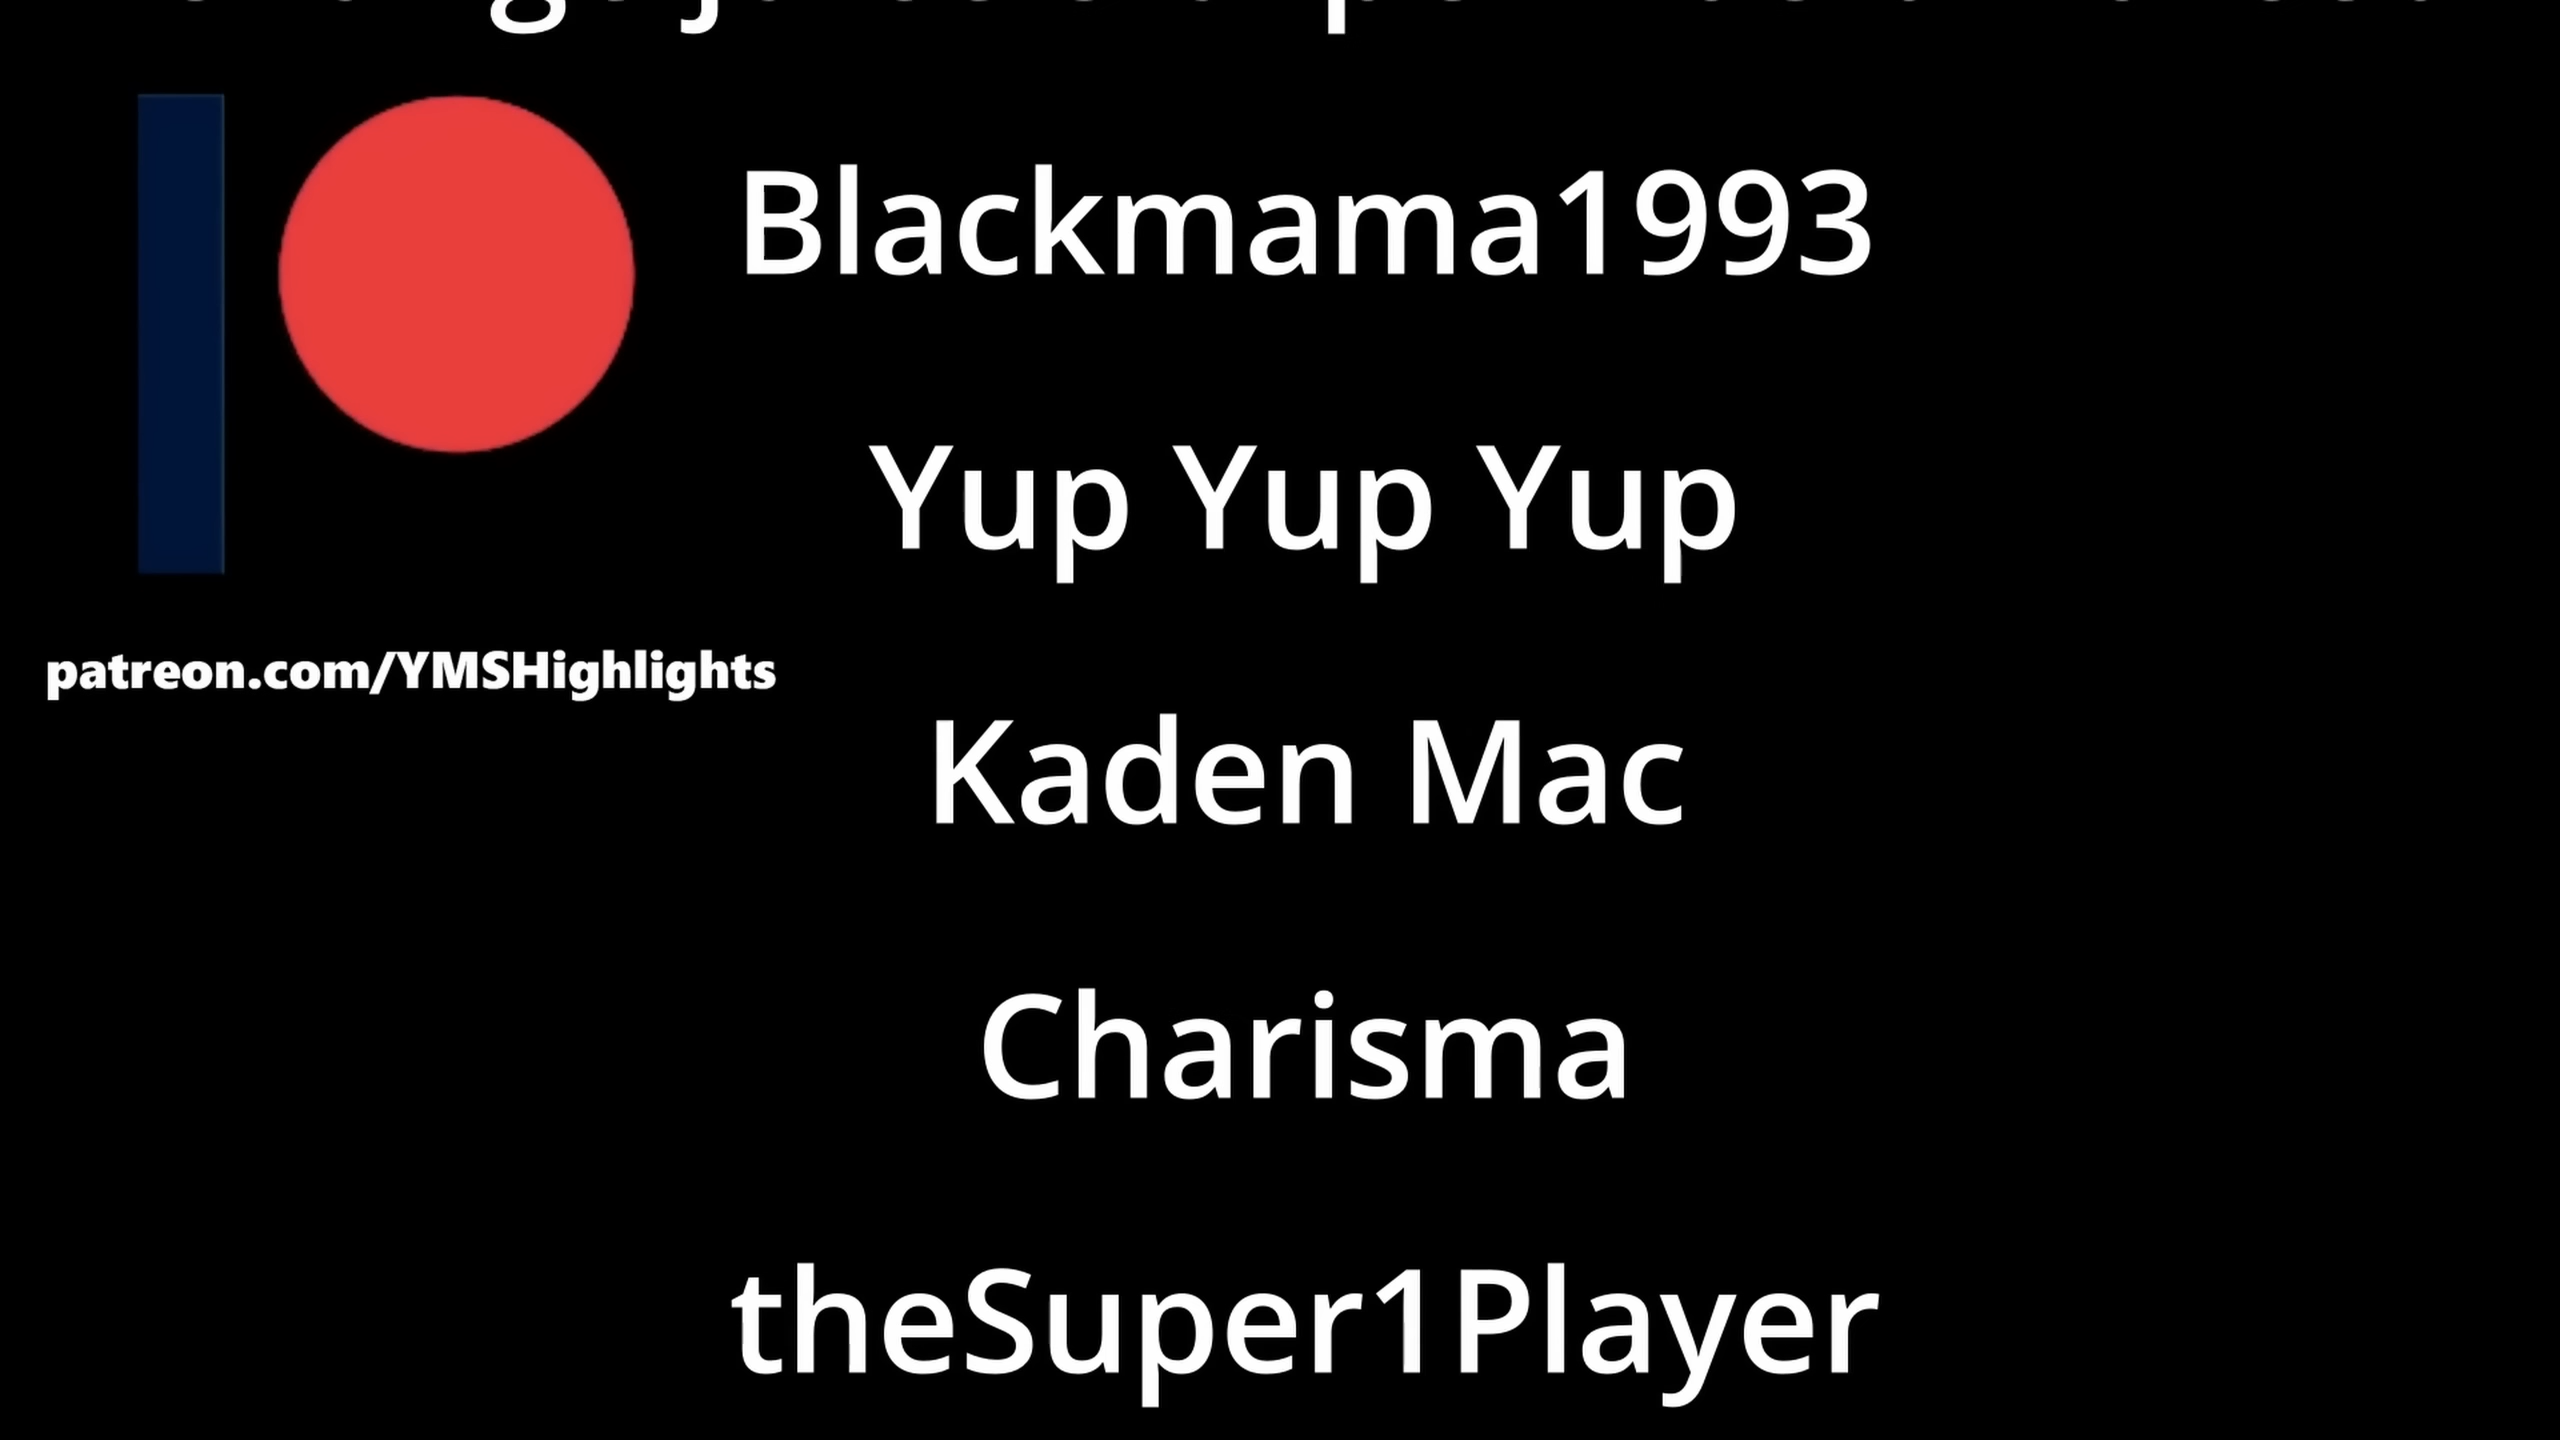 Blackmama1993
Yup Yup Yup
patreon.com/YMSHighlights
Kaden Mac
Charisma
theSuper1Player